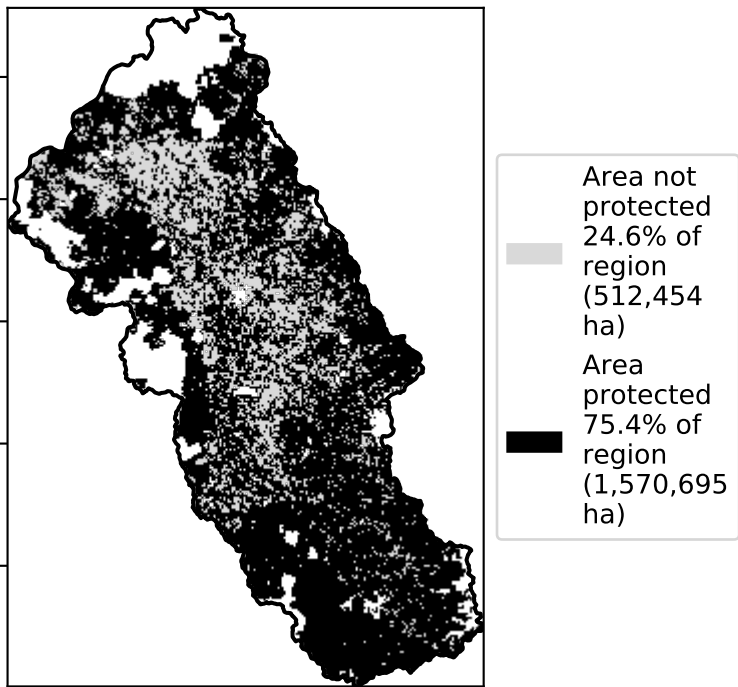 Area not
protected
24.6% of
region
(512,454
ha)
Area
protected
75.4% of
region
(1,570,695
ha)